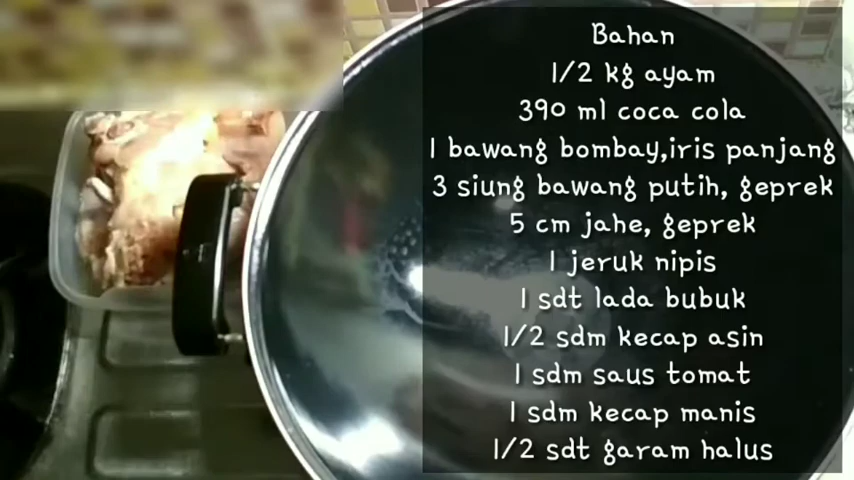 Bahan
1/2 kg ayam
390 ml coca cola
1 bawang bombay,iris panjang
3 siung bawang putih, geprek
5 cm jahe, geprek
1 jeruk nipis
1 sdt lada bubuk
1/2 sdm kecap asin
1 sdm saus tomat
1 sdm kecap manis
1/2 sdt garam halus